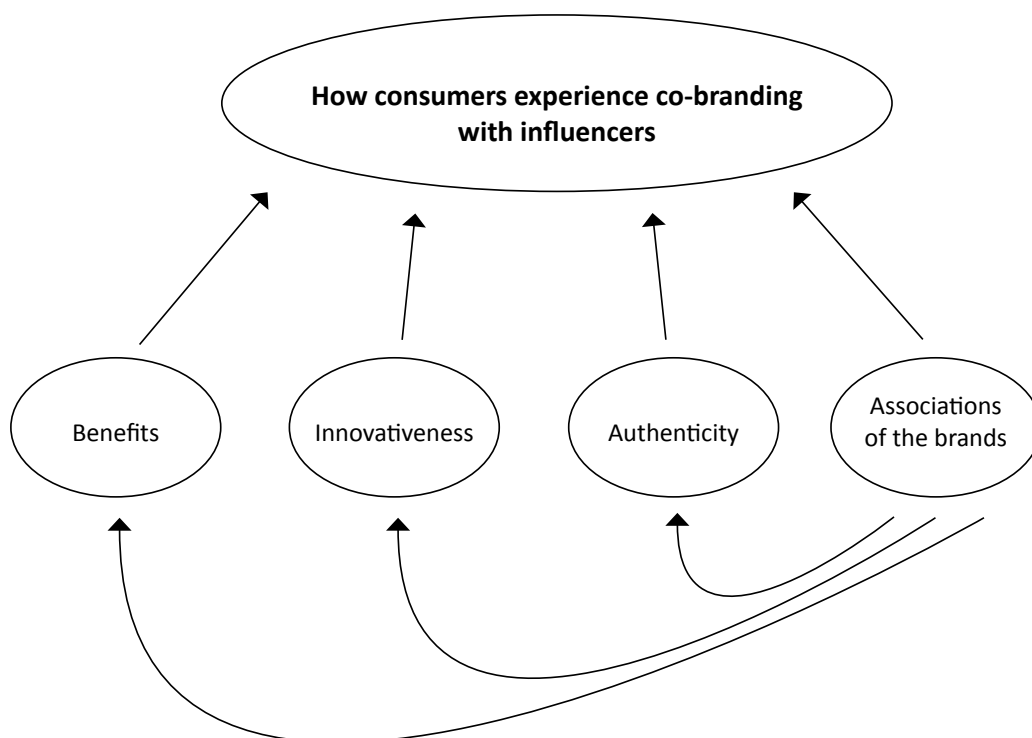 How consumers experience co-branding
with influencers
Benefits
Innovativeness
Authenticity
Associations
of the brands